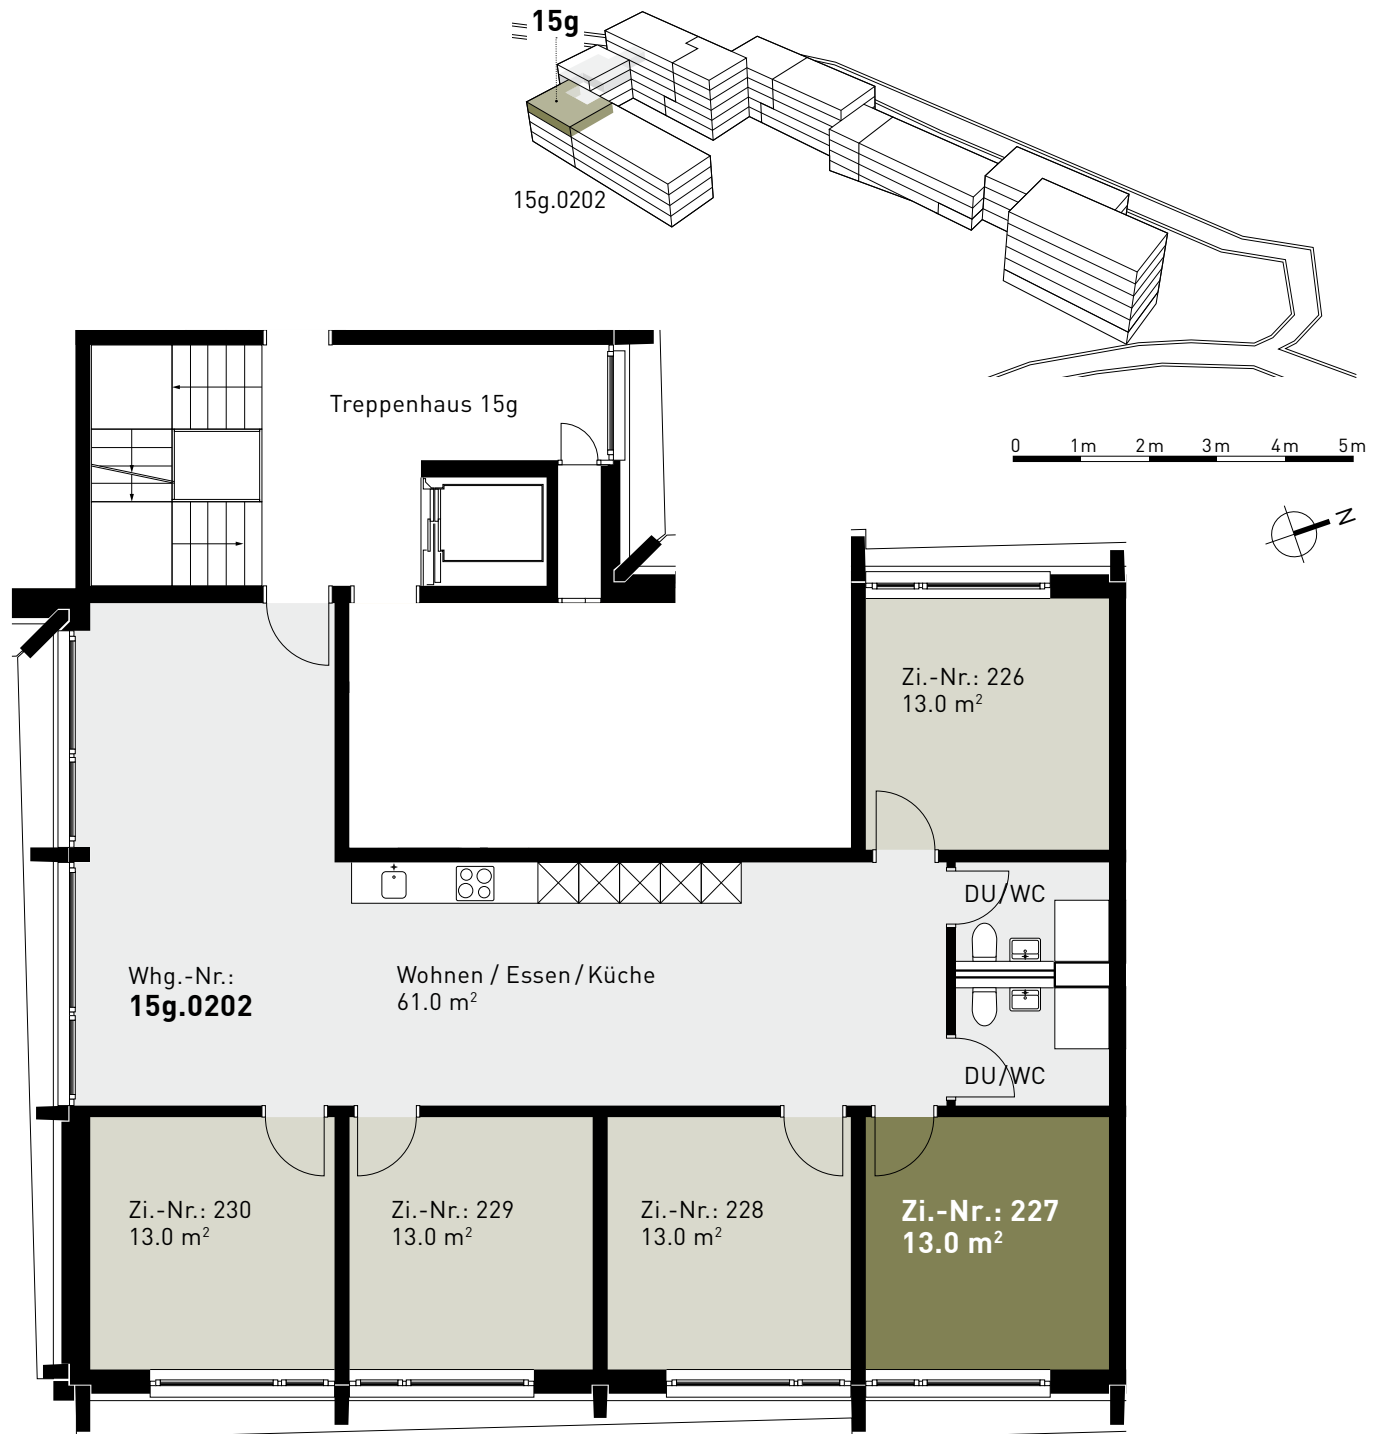 15g
15g.0202
Treppenhaus 15g
0 1m 2m 3m 4m 5m
N
Zi.-Nr.: 226
13.0 m²
DU/WC
Whg.-Nr.:
15g.0202
Wohnen / Essen / Küche
61.0 m²
DU/WC
Zi.-Nr.: 230
13.0 m²
Zi.-Nr.: 229
13.0 m²
Zi.-Nr.: 228
13.0 m²
Zi.-Nr.: 227
13.0 m²